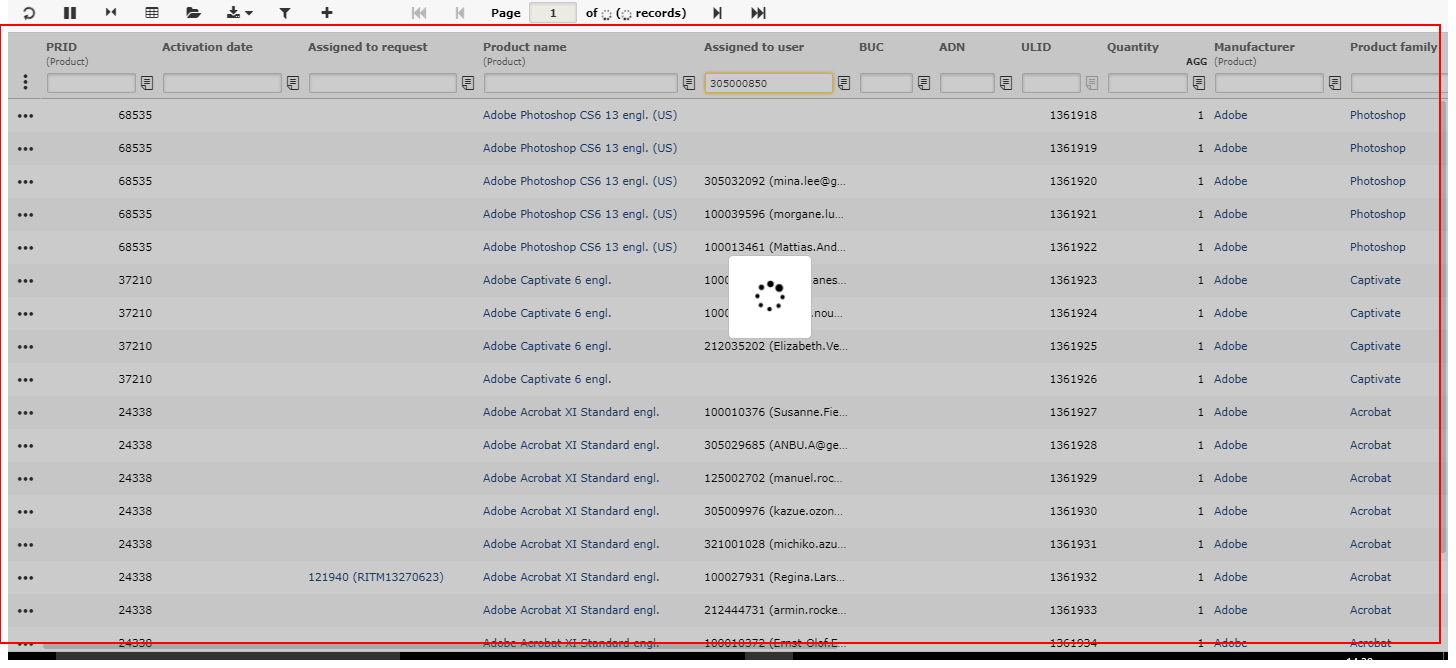 Page 1 of ( records)
PRID Activation date Assigned to request Product name Assigned to user BUC ADN ULID Quantity Manufacturer Product family
(Product) (Product) AGG (Product)
305000850
68535 Adobe Photoshop CS6 13 engl. (US) 1361918 1 Adobe Photoshop
68535 Adobe Photoshop CS6 13 engl. (US) 1361919 1 Adobe Photoshop
68535 Adobe Photoshop CS6 13 engl. (US) 305032092 (mina.lee@g... 1361920 1 Adobe Photoshop
68535 Adobe Photoshop CS6 13 engl. (US) 100039596 (morgane.lu... 1361921 1 Adobe Photoshop
68535 Adobe Photoshop CS6 13 engl. (US) 100013461 (Mattias.And... 1361922 1 Adobe Photoshop
37210 Adobe Captivate 6 engl. 1361923 1 Adobe Captivate
37210 Adobe Captivate 6 engl. 1361924 1 Adobe Captivate
37210 Adobe Captivate 6 engl. 212035202 (Elizabeth.Ve... 1361925 1 Adobe Captivate
37210 Adobe Captivate 6 engl. 1361926 1 Adobe Captivate
24338 Adobe Acrobat XI Standard engl. 100010376 (Susanne.Fie... 1361927 1 Adobe Acrobat
24338 Adobe Acrobat XI Standard engl. 305029685 (ANBU.A@ge... 1361928 1 Adobe Acrobat
24338 Adobe Acrobat XI Standard engl. 125002702 (manuel.roc... 1361929 1 Adobe Acrobat
24338 Adobe Acrobat XI Standard engl. 305009976 (kazue.ozon... 1361930 1 Adobe Acrobat
24338 Adobe Acrobat XI Standard engl. 321001028 (michiko.azu... 1361931 1 Adobe Acrobat
24338 121940 (RITM13270623) Adobe Acrobat XI Standard engl. 100027931 (Regina.Lars... 1361932 1 Adobe Acrobat
24338 Adobe Acrobat XI Standard engl. 212444731 (armin.rocke... 1361933 1 Adobe Acrobat
24338 Adobe Acrobat XI Standard engl. 1361934 1 Adobe Acrobat